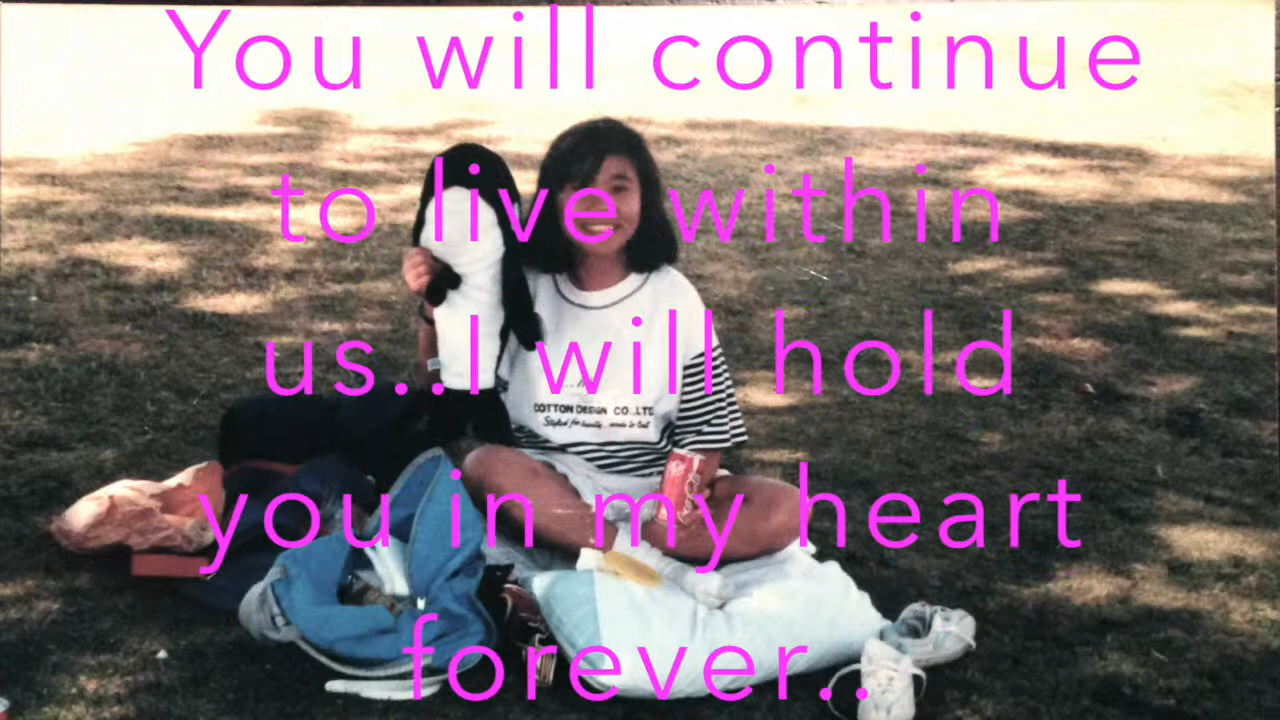 You will continue
to live within
us..I will hold
you in my heart
forever..
COTTON DESIGN CO.,LTD